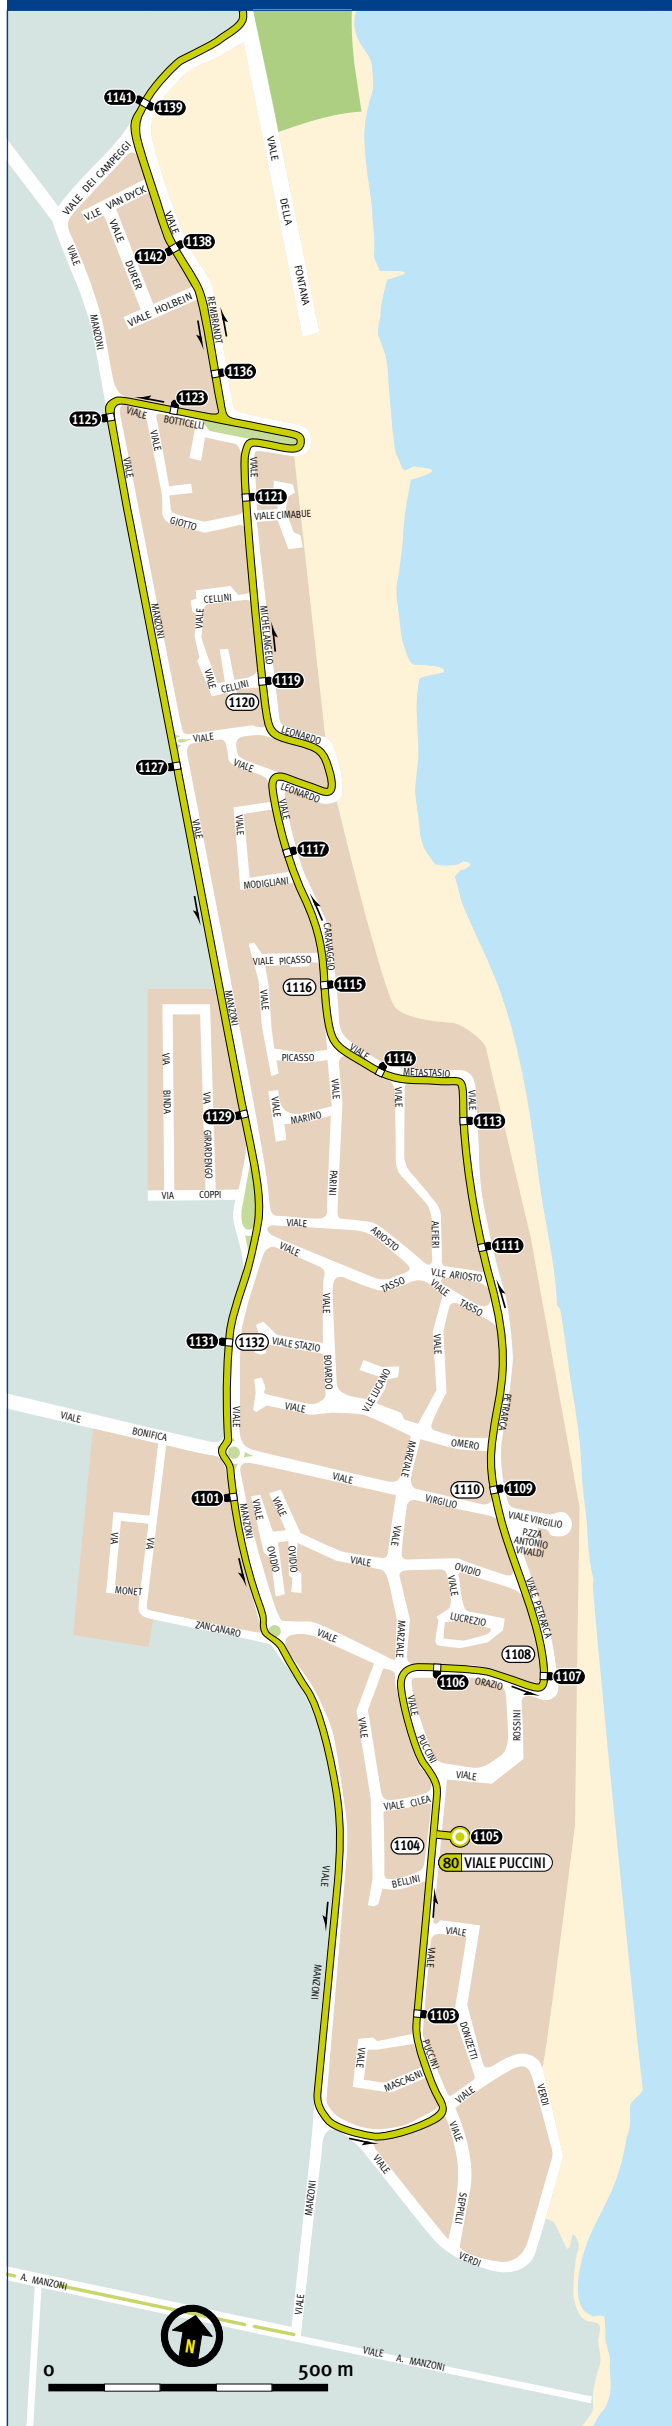 1141
1139
VIALE DEI CAMPEGGI
VIALE
DELLA
FONTANA
V.LE VAN DYCK
VIALE
DURER
VIALE
REMBRANDT
1138
1142
VIALE HOLBEIN
VIALE
MANZONI
1136
1123
1125
VIALE
BOTTICELLI
VIALE
GIOTTO
VIALE
1121
VIALE CIMABUE
VIALE
MANZONI
CELLINI
VIALE
MICHELANGELO
VIALE
CELLINI
1119
1120
VIALE
LEONARDO
1127
VIALE
LEONARDO
VIALE
VIALE
MODIGLIANI
VIALE
1117
CARAVAGGIO
VIALE PICASSO
1116
1115
VIALE
PICASSO
MANZONI
VIALE
METASTASIO
1114
VIA
BINDA
VIA
GIRARDENGO
1129
VIALE
MARINO
VIALE
PARINI
VIALE
ALFIERI
VIALE
1113
VIA
COPPI
VIALE
ARIOSTO
V.LE ARIOSTO
1111
VIALE
TASSO
VIALE
TASSO
1131
1132
VIALE STAZIO
VIALE
BOIARDO
VIALE
V.LE LUCANO
VIALE
MARZIALE
PETRARCA
VIALE
OMERO
VIALE
BONIFICA
VIALE
VIRGILIO
VIALE VIRGILIO
1110
1109
P.ZZA
ANTONIO
VIVALDI
1101
MANZONI
VIALE
OVIDIO
VIALE
OVIDIO
VIALE
OVIDIO
VIALE
MARZIALE
VIA
MONET
VIA
ZANCANARO
VIALE
LUCREZIO
VIALE PETRARCA
VIALE
1108
1107
1106
ORAZIO
VIALE
PUCCINI
ROSSINI
VIALE
VIALE
BELLINI
VIALE CILEA
1104
1105
80 VIALE PUCCINI
VIALE
MANZONI
VIALE
DONIZETTI
VIALE
PUCCINI
1103
VIALE
MASCAGNI
VIALE
VERDI
VIALE
SEPPILLI
VIALE
VERDI
MANZONI
VIALE
A. MANZONI
VIALE A. MANZONI
N
0 500 m